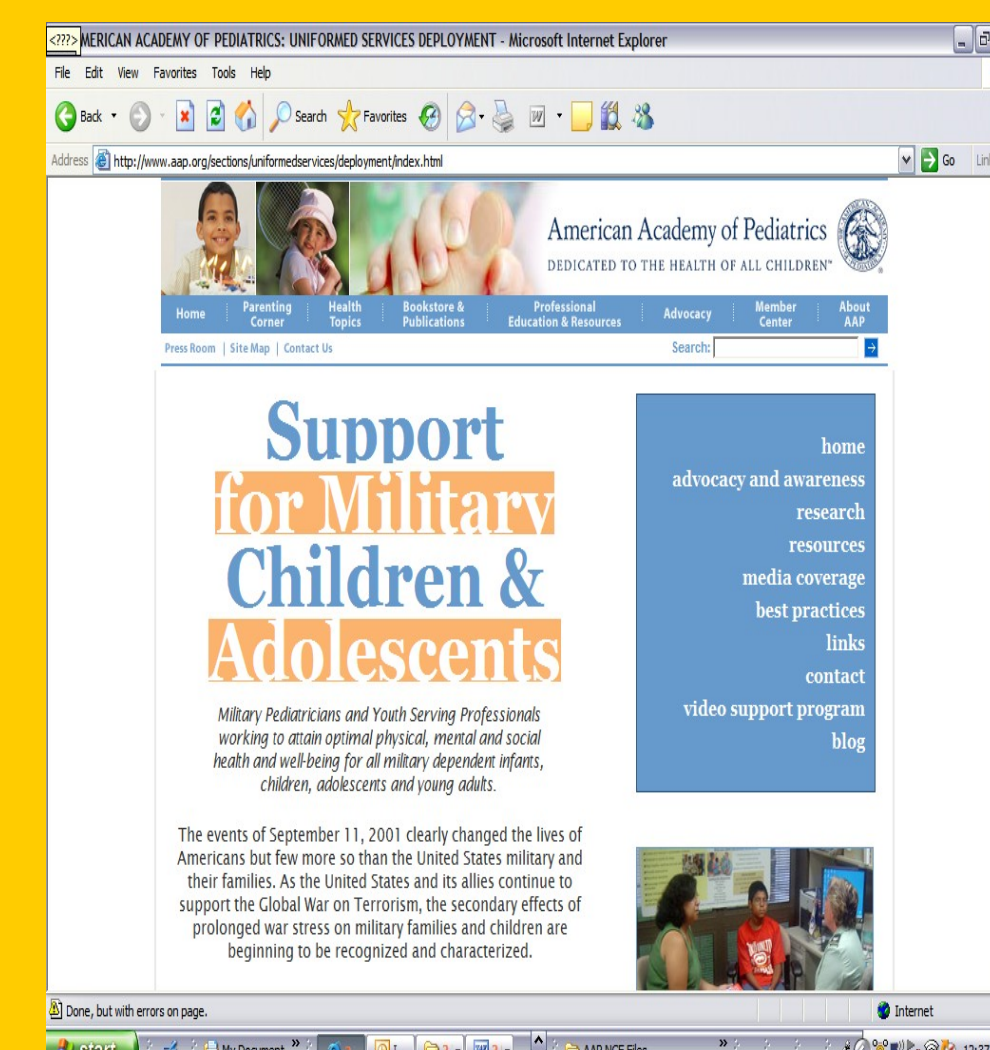 <???> MERICAN ACADEMY OF PEDIATRICS: UNIFORMED SERVICES DEPLOYMENT - Microsoft Internet Explorer
File Edit View Favorites Tools Help
Back Search Favorites
Address http://www.aap.org/sections/uniformedservices/deployment/index.html Go
American Academy of Pediatrics
DEDICATED TO THE HEALTH OF ALL CHILDREN™
Home Parenting Corner Health Topics Bookstore & Publications Professional Education & Resources Advocacy Member Center About AAP
Press Room | Site Map | Contact Us Search:
Support
for Military
Children &
Adolescents
Military Pediatricians and Youth Serving Professionals
working to attain optimal physical, mental and social
health and well-being for all military dependent infants,
children, adolescents and young adults.
The events of September 11, 2001 clearly changed the lives of
Americans but few more so than the United States military and
their families. As the United States and its allies continue to
support the Global War on Terrorism, the secondary effects of
prolonged war stress on military families and children are
beginning to be recognized and characterized.
home
advocacy and awareness
research
resources
media coverage
best practices
links
contact
video support program
blog
Done, but with errors on page. Internet
start My Document AAP NCE Files 12:37